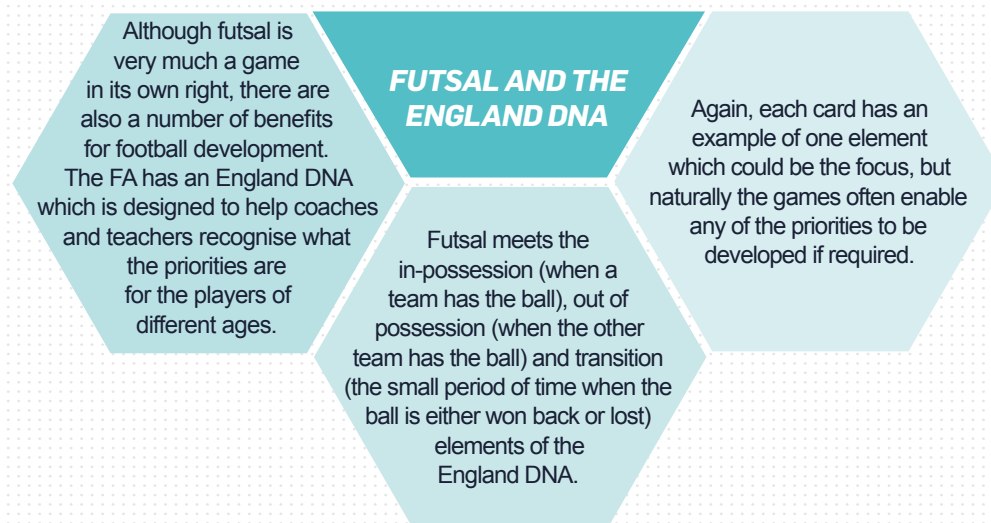 FUTSAL AND THE
ENGLAND DNA
Although futsal is
very much a game
in its own right, there are
also a number of benefits
for football development.
The FA has an England DNA
which is designed to help coaches
and teachers recognise what
the priorities are
for the players of
different ages.
Futsal meets the
in-possession (when a
team has the ball), out of
possession (when the other
team has the ball) and transition
(the small period of time when the
ball is either won back or lost)
elements of the
England DNA.
Again, each card has an
example of one element
which could be the focus, but
naturally the games often enable
any of the priorities to be
developed if required.